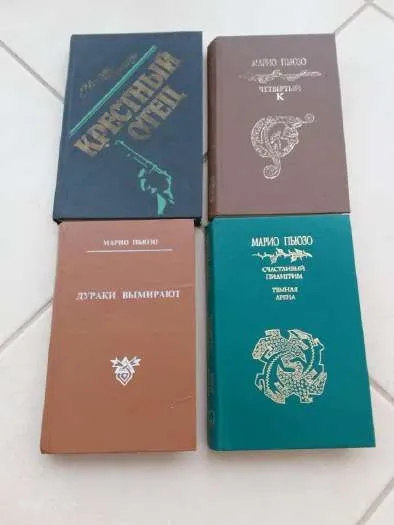 КРЕСТНЫЙ
ОТЕЦ
МАРИО ПЬЮЗО
ЧЕТВЕРТЫЙ
К
МАРИО ПЬЮЗО
ДУРАКИ ВЫМИРАЮТ
МАРИО ПЬЮЗО
СЧАСТЛИВЫЙ
ПИЛИГРИМ
ТЕМНАЯ
АРЕНА